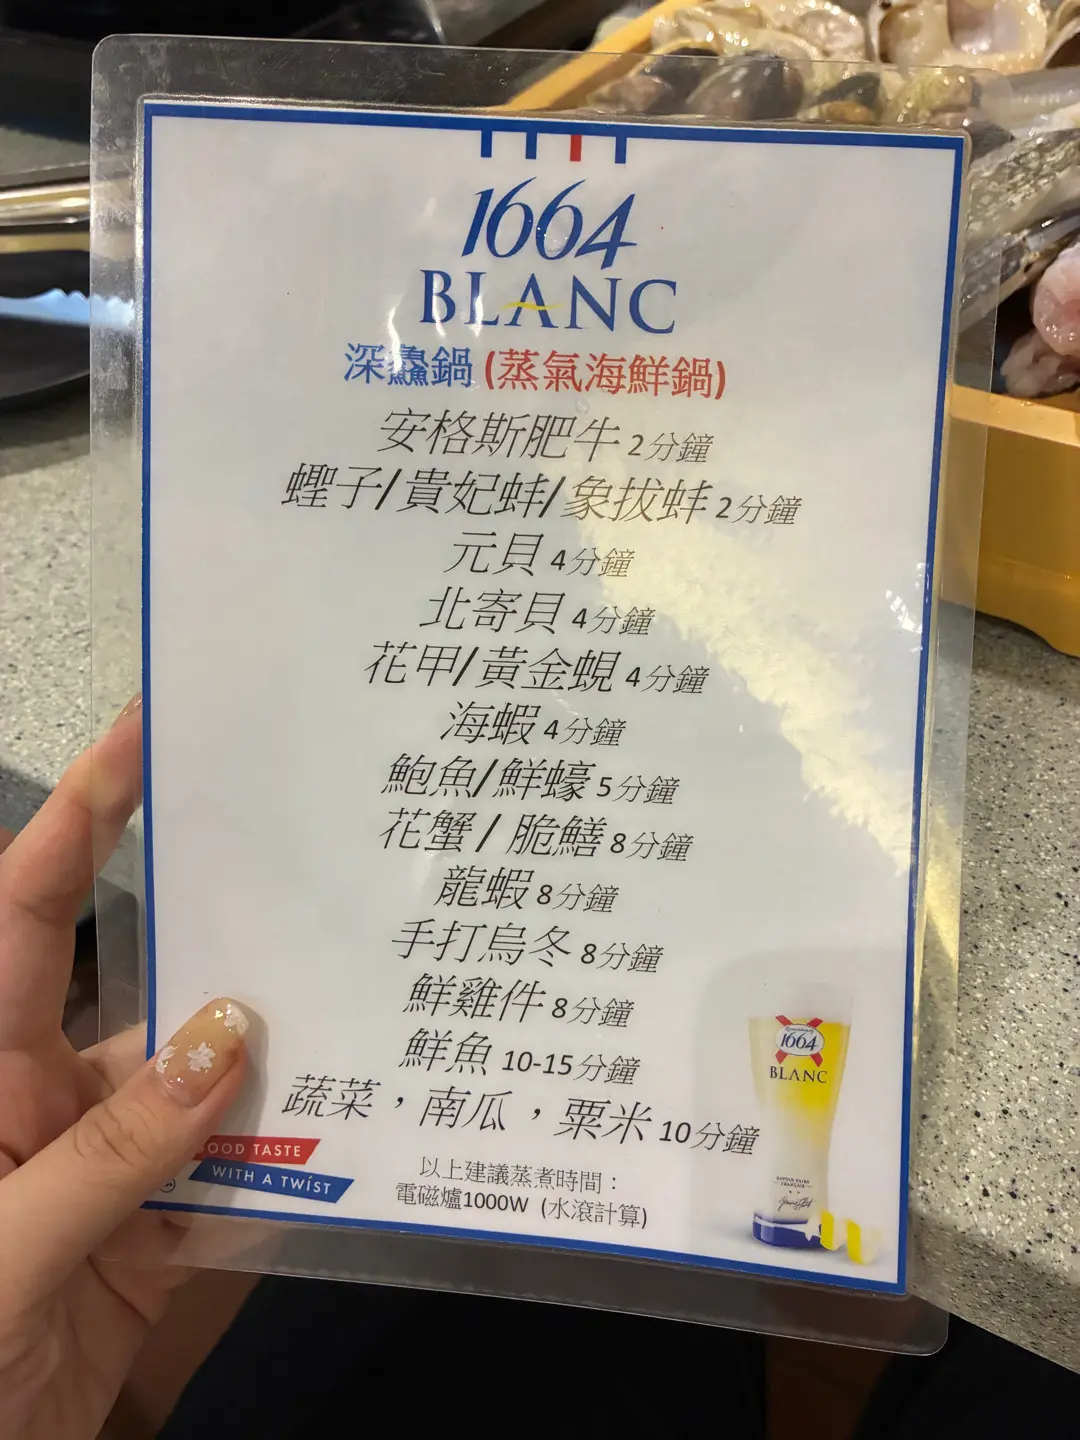 1664
BLANC
深鱻鍋 (蒸氣海鮮鍋)
安格斯肥牛 2分鐘
蟶子/貴妃蚌/象拔蚌 2分鐘
元貝 4分鐘
北寄貝 4分鐘
花甲/黃金蜆 4分鐘
海蝦 4分鐘
鮑魚/鮮蠔 5分鐘
花蟹 / 脆鱔 8分鐘
龍蝦 8分鐘
手打烏冬 8分鐘
鮮雞件 8分鐘
鮮魚 10-15分鐘
蔬菜，南瓜，粟米 10分鐘
以上建議蒸煮時間：
電磁爐1000W (水滾計算)
GOOD TASTE
WITH A TWIST
1664
BLANC